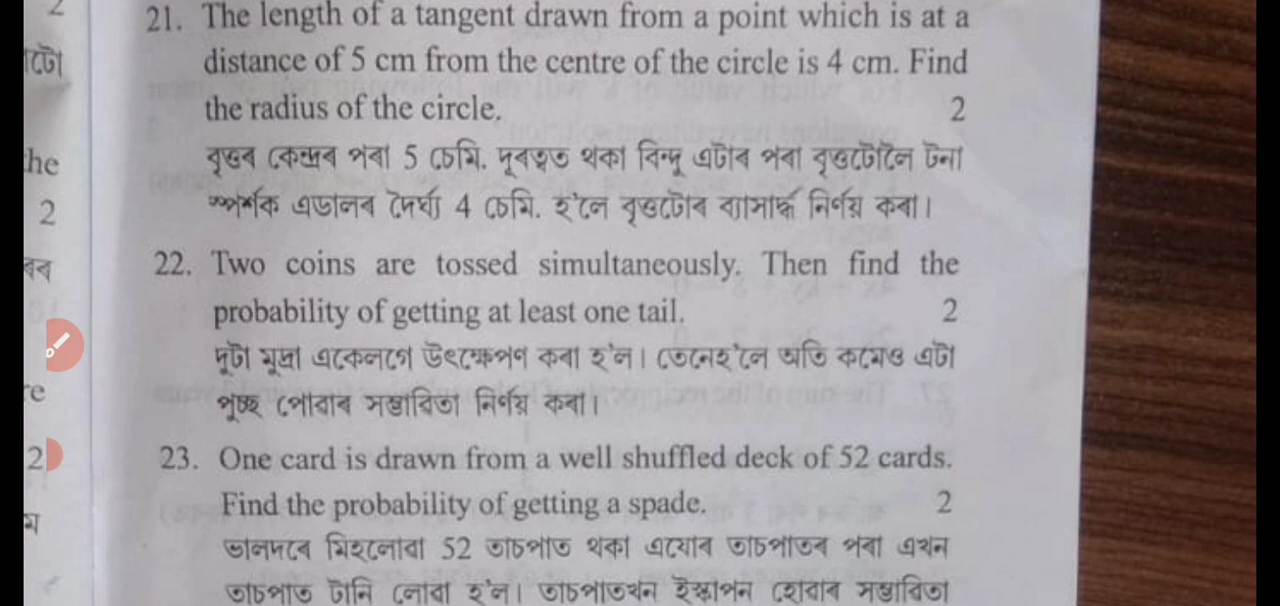 2
21. The length of a tangent drawn from a point which is at a
টো
distance of 5 cm from the centre of the circle is 4 cm. Find
the radius of the circle. 2
he
বৃত্তৰ কেন্দ্ৰৰ পৰা 5 চেমি. দূৰত্বত থকা বিন্দু এটাৰ পৰা বৃত্তটোলৈ টনা
2
স্পৰ্শক এডালৰ দৈৰ্ঘ্য 4 চেমি. হ'লে বৃত্তটোৰ ব্যাসাৰ্দ্ধ নিৰ্ণয় কৰা।
22. Two coins are tossed simultaneously. Then find the
probability of getting at least one tail. 2
দুটা মুদ্ৰা একেলগে উৎক্ষেপণ কৰা হ'ল। তেনেহ'লে অতি কমেও এটা
re
পুচ্ছ পোৱাৰ সম্ভাৱিতা নিৰ্ণয় কৰা।
2
23. One card is drawn from a well shuffled deck of 52 cards.
Find the probability of getting a spade. 2
ভালদৰে মিহলোৱা 52 তাচপাত থকা এযোৰ তাচপাতৰ পৰা এখন
তাচপাত টানি লোৱা হ'ল। তাচপাতখন ইস্কাপন হোৱাৰ সম্ভাৱিতা